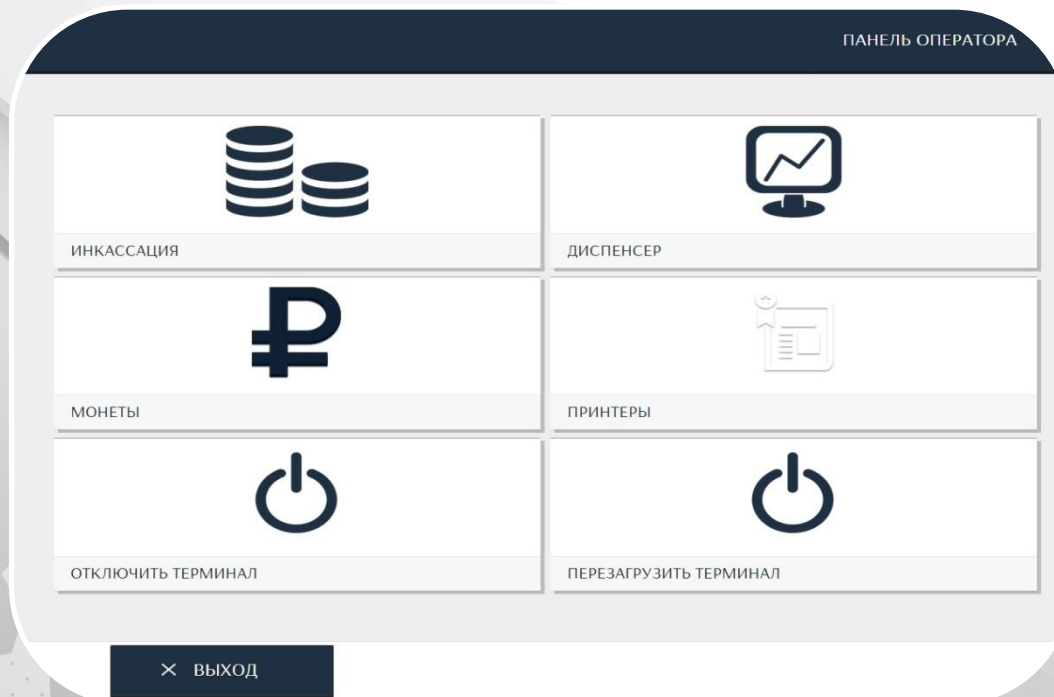 ПАНЕЛЬ ОПЕРАТОРА
ИНКАССАЦИЯ
ДИСПЕНСЕР
МОНЕТЫ
ПРИНТЕРЫ
ОТКЛЮЧИТЬ ТЕРМИНАЛ
ПЕРЕЗАГРУЗИТЬ ТЕРМИНАЛ
× ВЫХОД